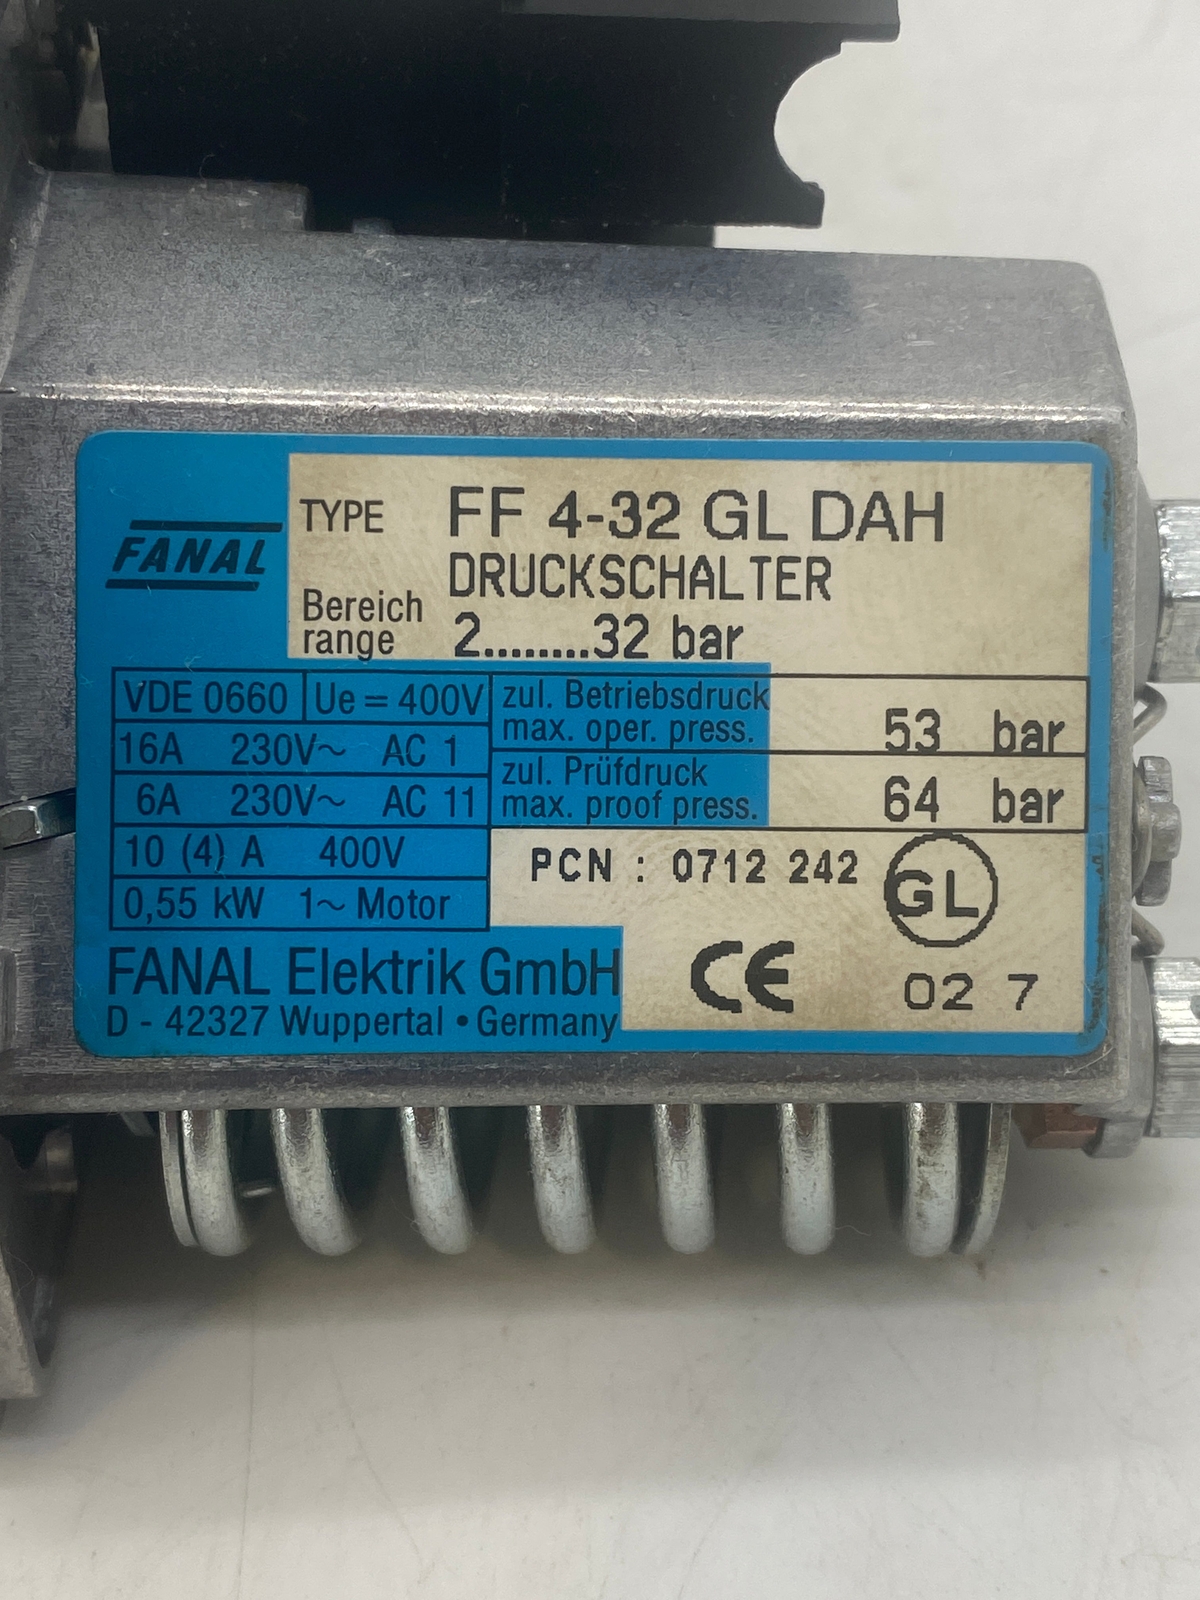 FANAL
TYPE FF 4-32 GL DAH
DRUCKSCHALTER
Bereich
range 2........32 bar
VDE 0660 Ue = 400V
16A 230V~ AC 1
6A 230V~ AC 11
10 (4) A 400V
0,55 kW 1~ Motor
zul. Betriebsdruck
max. oper. press. 53 bar
zul. Prüfdruck
max. proof press. 64 bar
PCN : 0712 242 GL
FANAL Elektrik GmbH
D - 42327 Wuppertal • Germany
CE 02 7